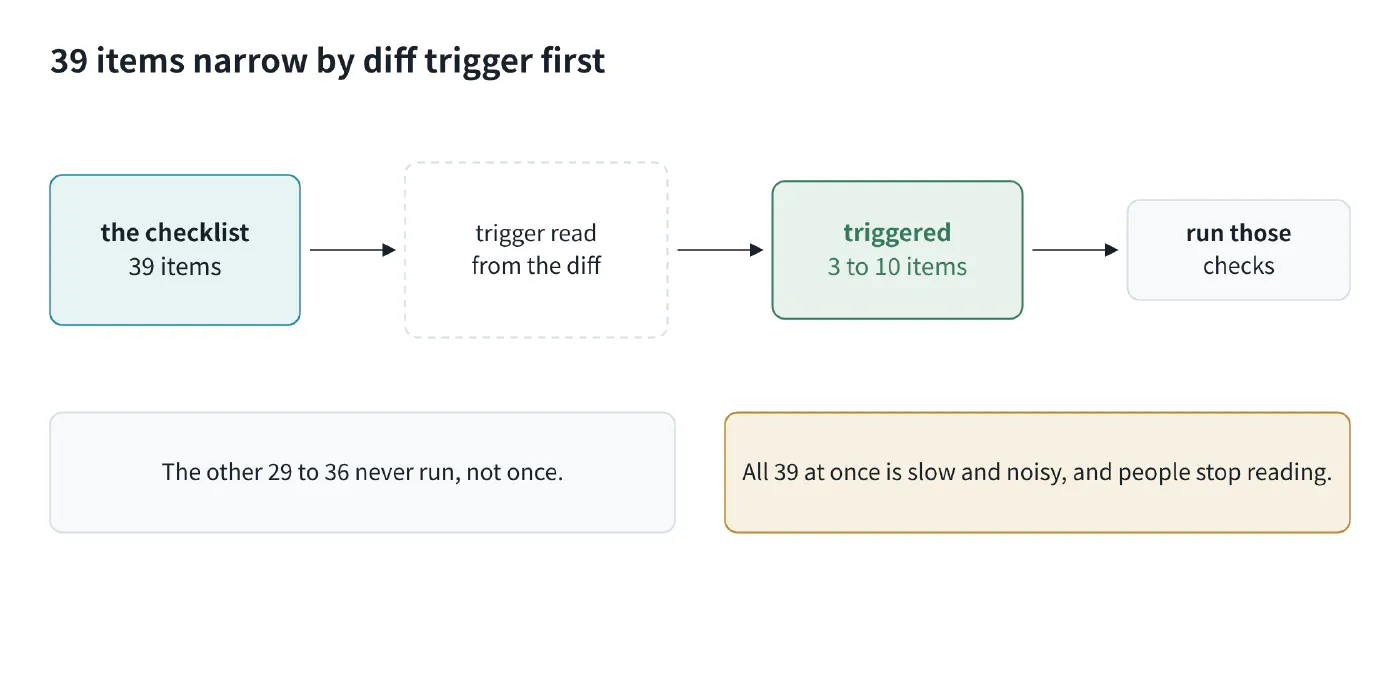 39 items narrow by diff trigger first
the checklist
39 items
trigger read
from the diff
triggered
3 to 10 items
run those
checks
The other 29 to 36 never run, not once.
All 39 at once is slow and noisy, and people stop reading.